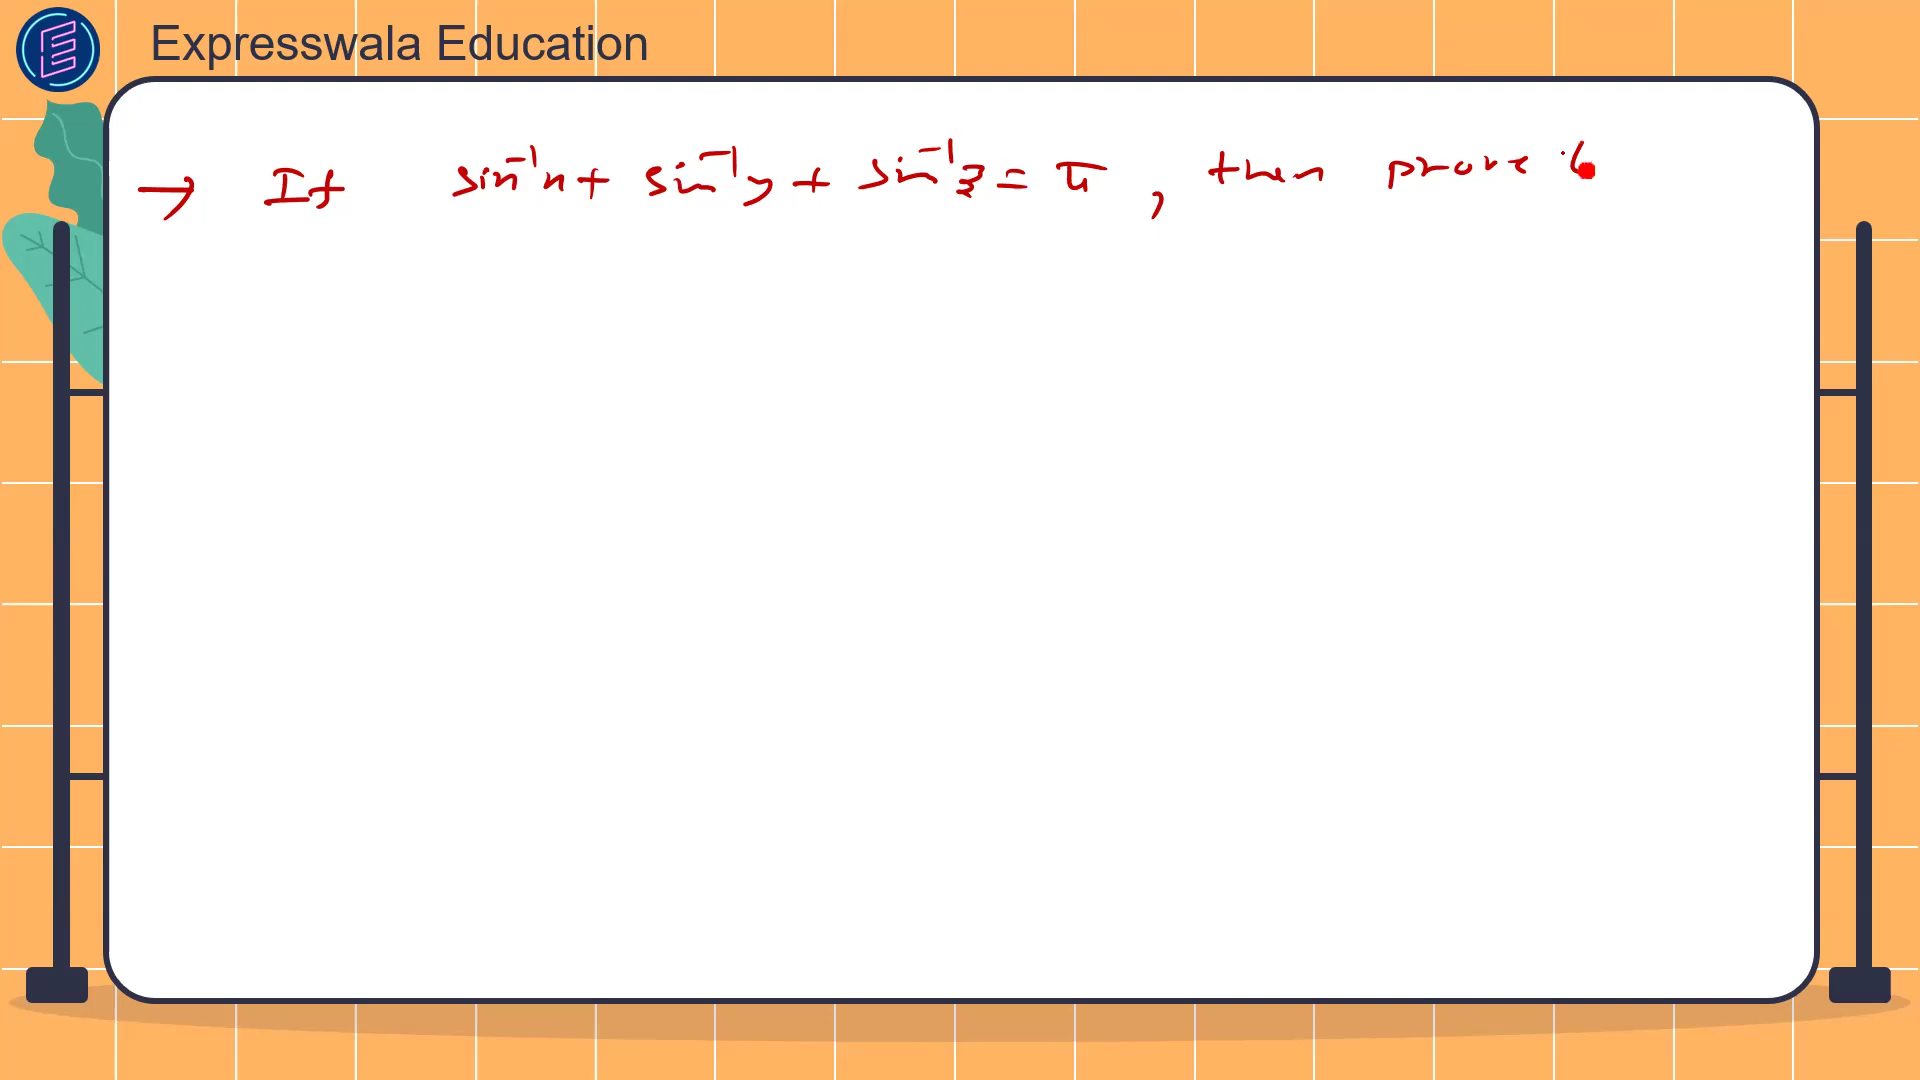 Expresswala Education
→ If sin⁻¹x + sin⁻¹y + sin⁻¹z = π, then prove